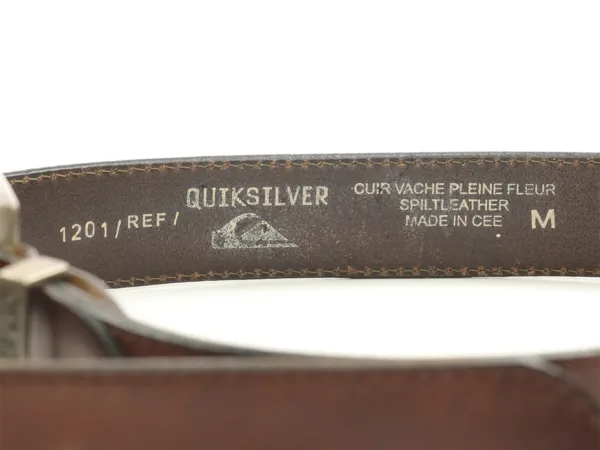 1201/REF/
QUIKSILVER
CUIR VACHE PLEINE FLEUR
SPILTLEATHER
MADE IN CEE
M